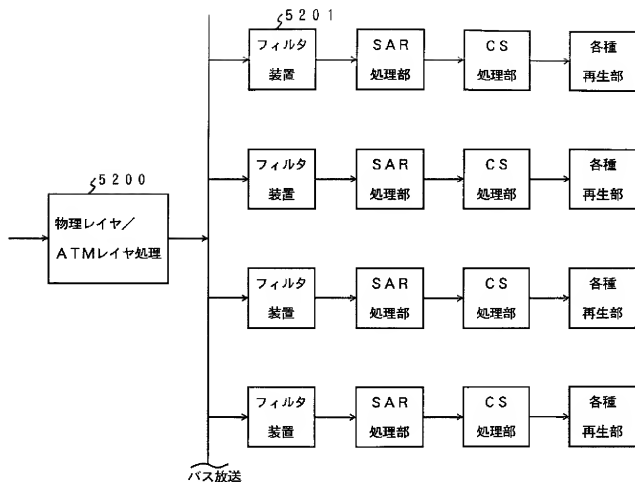 5201
フィルタ
装置
SAR
処理部
CS
処理部
各種
再生部
フィルタ
装置
SAR
処理部
CS
処理部
各種
再生部
5200
物理レイヤ/
ATMレイヤ処理
フィルタ
装置
SAR
処理部
CS
処理部
各種
再生部
フィルタ
装置
SAR
処理部
CS
処理部
各種
再生部
バス放送